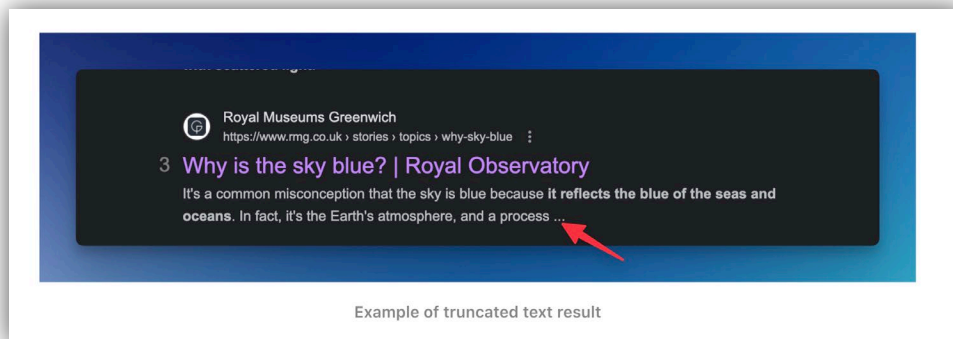 Royal Museums Greenwich
https://www.rmg.co.uk › stories › topics › why-sky-blue
3 Why is the sky blue? | Royal Observatory
It's a common misconception that the sky is blue because it reflects the blue of the seas and
oceans. In fact, it's the Earth's atmosphere, and a process ...
Example of truncated text result